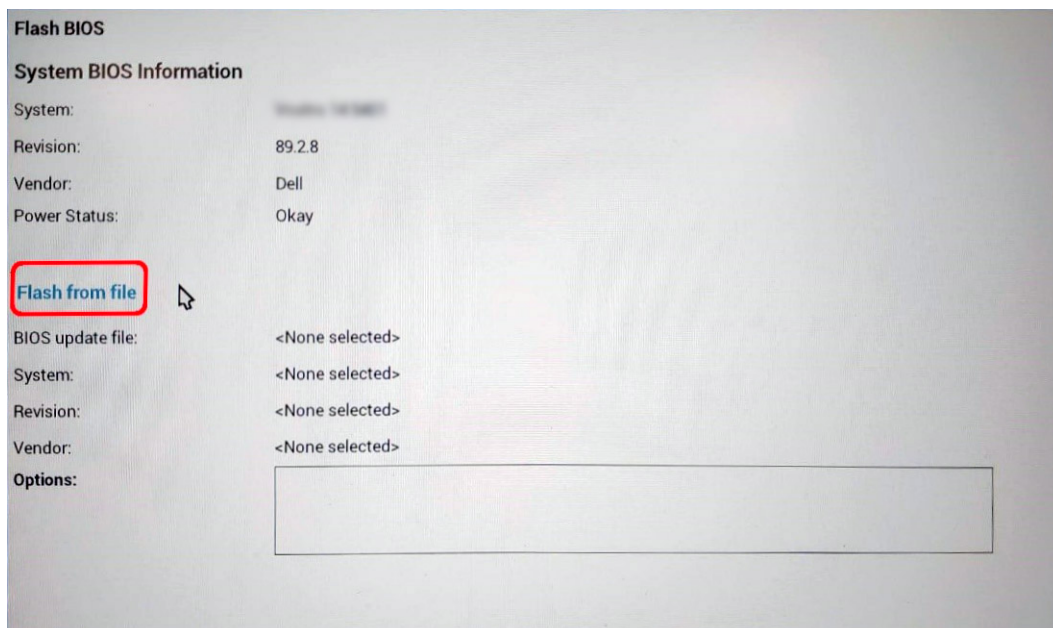 Flash BIOS
System BIOS Information
System:
Revision: 89.2.8
Vendor: Dell
Power Status: Okay
Flash from file
BIOS update file: <None selected>
System: <None selected>
Revision: <None selected>
Vendor: <None selected>
Options: